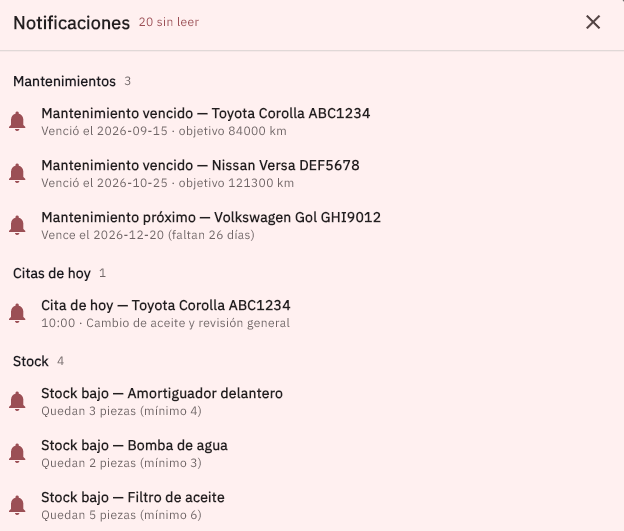 Notificaciones 20 sin leer
Mantenimientos 3
Mantenimiento vencido — Toyota Corolla ABC1234
Venció el 2026-09-15 · objetivo 84000 km
Mantenimiento vencido — Nissan Versa DEF5678
Venció el 2026-10-25 · objetivo 121300 km
Mantenimiento próximo — Volkswagen Gol GHI9012
Vence el 2026-12-20 (faltan 26 días)
Citas de hoy 1
Cita de hoy — Toyota Corolla ABC1234
10:00 · Cambio de aceite y revisión general
Stock 4
Stock bajo — Amortiguador delantero
Quedan 3 piezas (mínimo 4)
Stock bajo — Bomba de agua
Quedan 2 piezas (mínimo 3)
Stock bajo — Filtro de aceite
Quedan 5 piezas (mínimo 6)